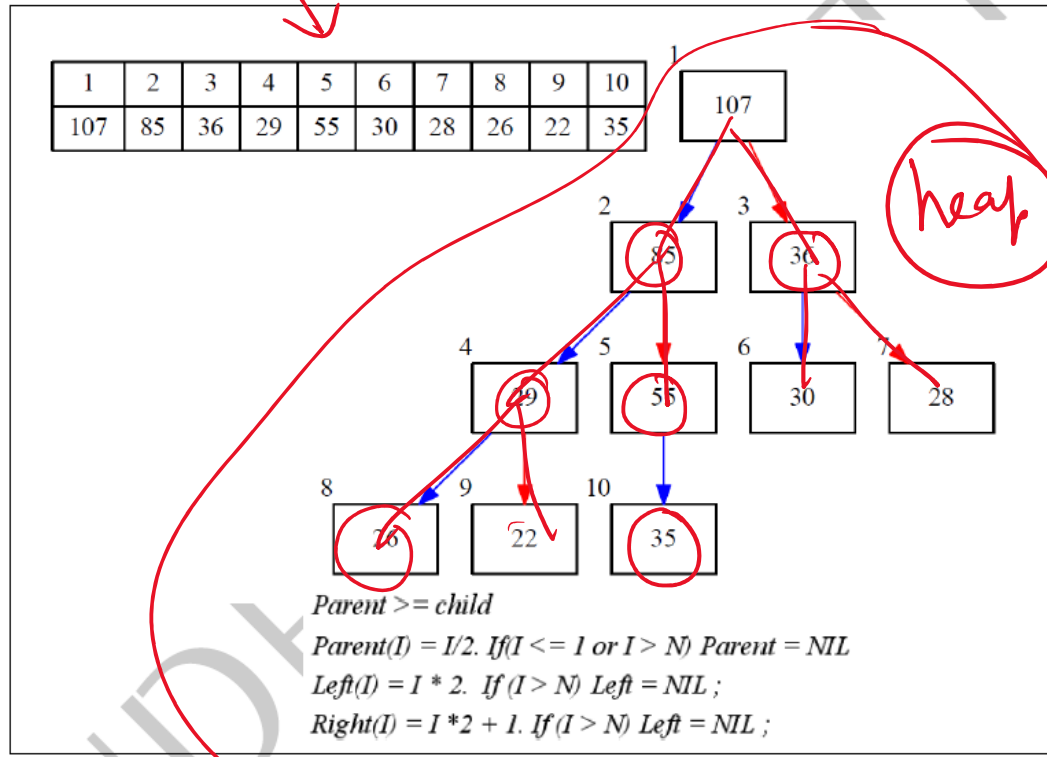 1 2 3 4 5 6 7 8 9 10
107 85 36 29 55 30 28 26 22 35
1
107
heap
2 3
85 36
4 5 6 7
29 55 30 28
8 9 10
26 22 35
Parent >= child
Parent(I) = I/2. If(I <= 1 or I > N) Parent = NIL
Left(I) = I * 2. If (I > N) Left = NIL ;
Right(I) = I *2 + 1. If (I > N) Left = NIL ;